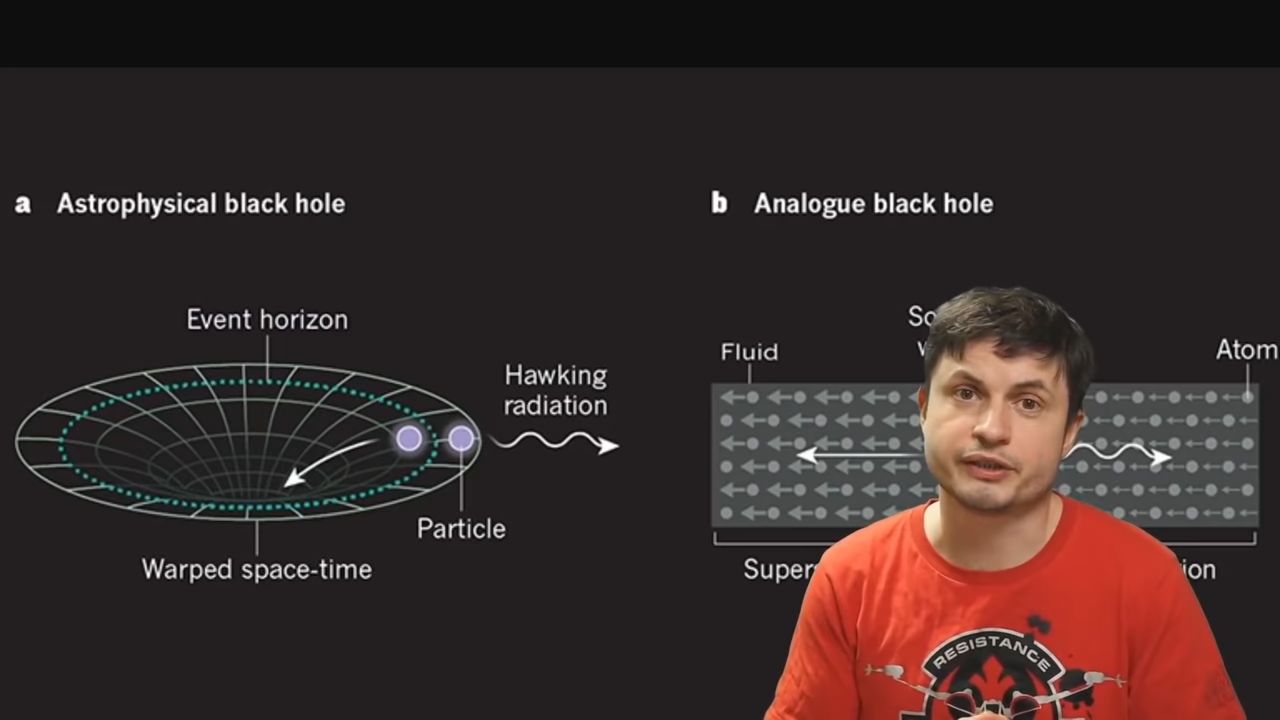 a Astrophysical black hole
Event horizon
Hawking
radiation
Particle
Warped space-time
b Analogue black hole
Fluid
Atom
RESISTANCE